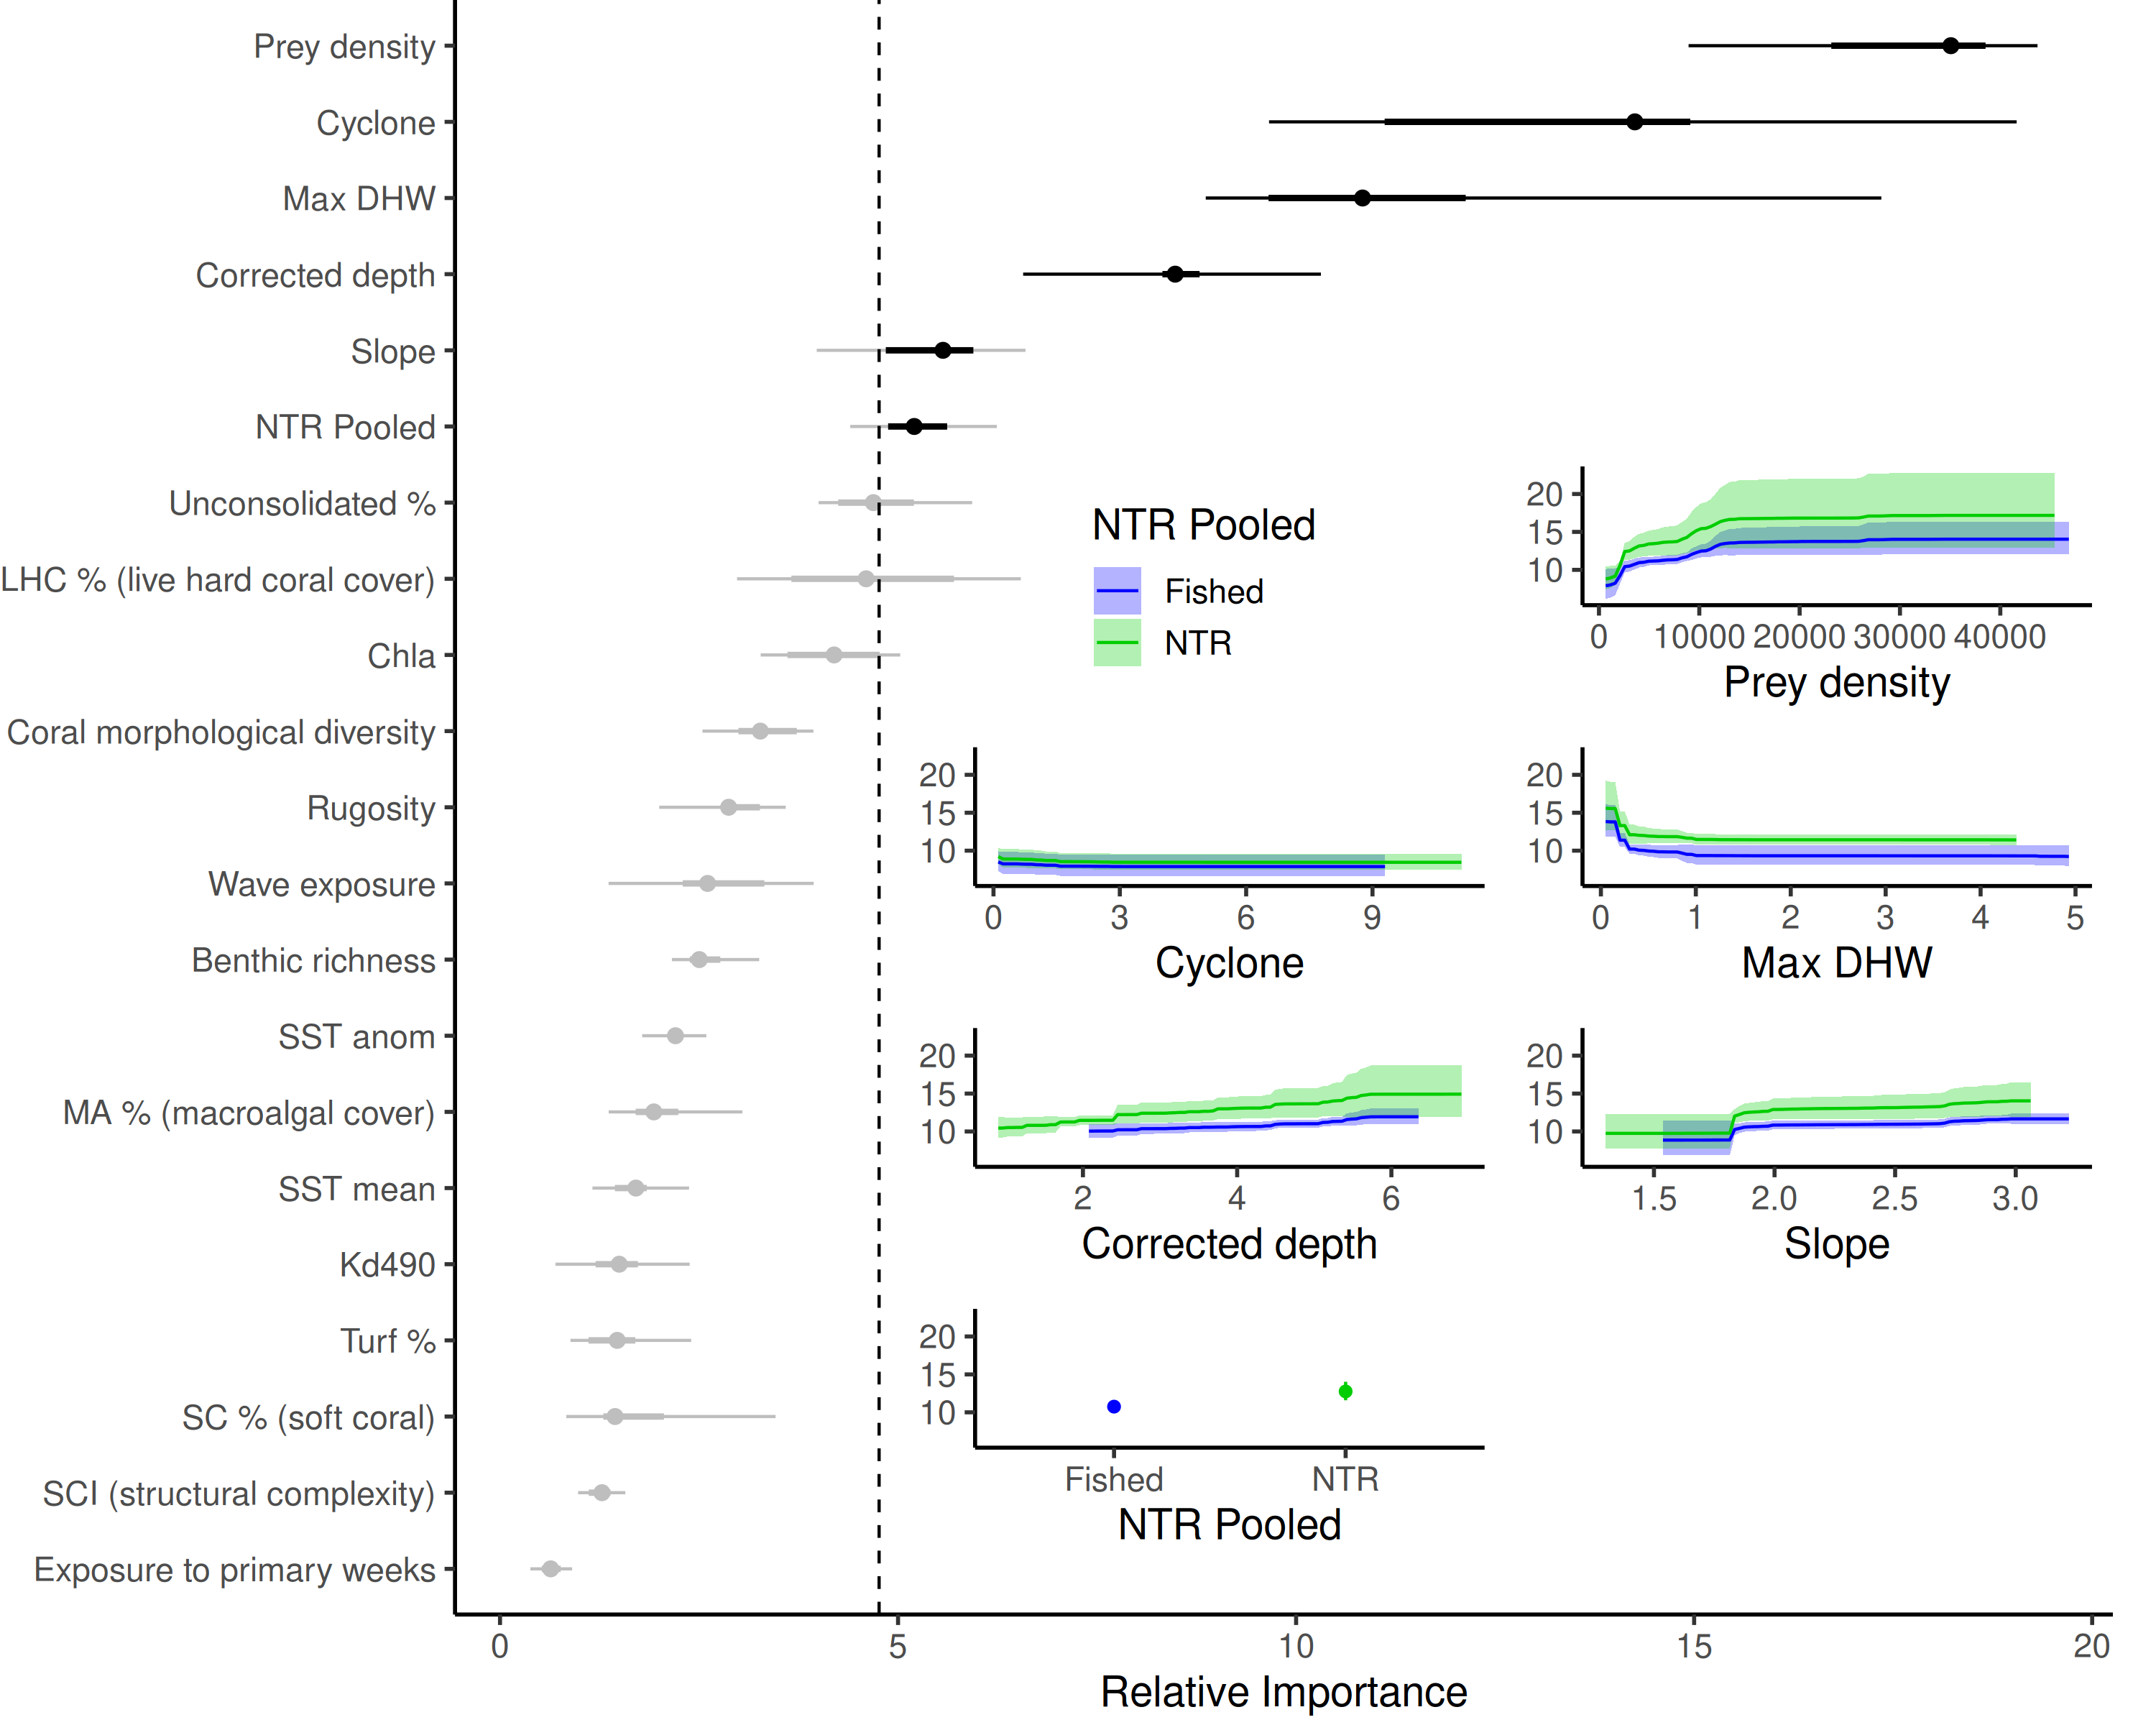 Prey density
Cyclone
Max DHW
Corrected depth
Slope
NTR Pooled
Unconsolidated %
LHC % (live hard coral cover)
Chla
Coral morphological diversity
Rugosity
Wave exposure
Benthic richness
SST anom
MA % (macroalgal cover)
SST mean
Kd490
Turf %
SC % (soft coral)
SCI (structural complexity)
Exposure to primary weeks
0 5 10 15 20
Relative Importance
NTR Pooled
Fished
NTR
20
15
10
0 10000 20000 30000 40000
Prey density
20
15
10
0 3 6 9
Cyclone
20
15
10
0 1 2 3 4 5
Max DHW
20
15
10
2 4 6
Corrected depth
20
15
10
1.5 2.0 2.5 3.0
Slope
20
15
10
Fished NTR
NTR Pooled